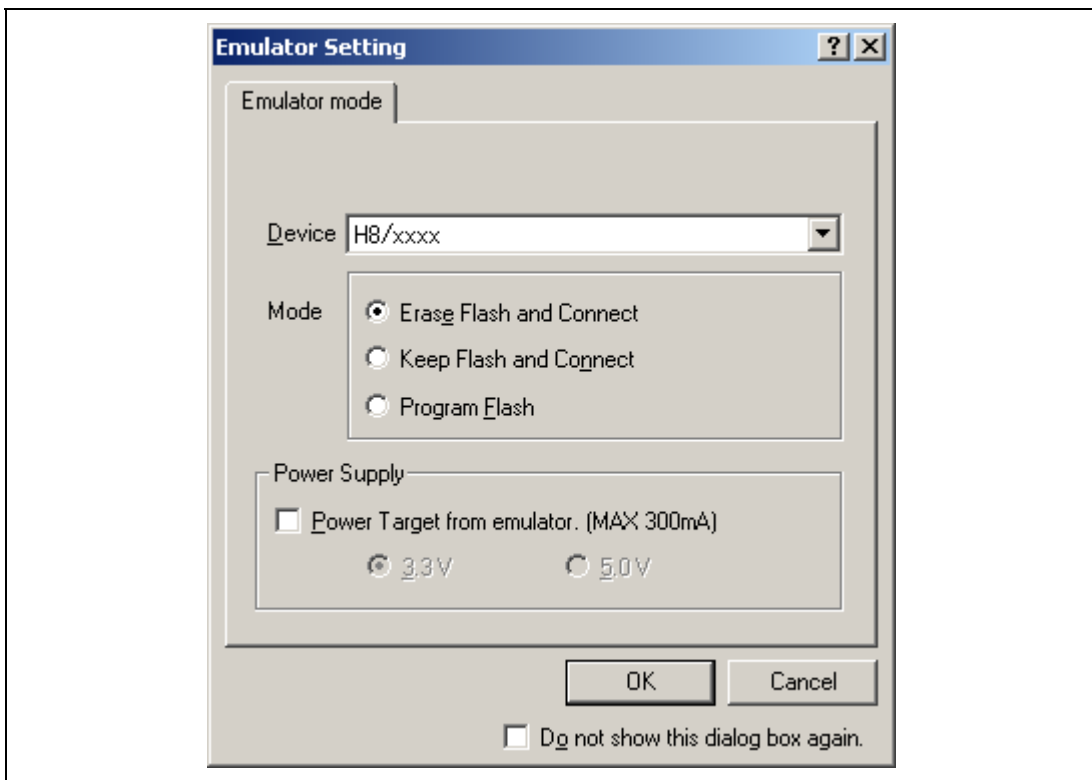 Emulator Setting
Emulator mode
Device H8/xxxx
Mode
Erase Flash and Connect
Keep Flash and Connect
Program Flash
Power Supply
Power Target from emulator. (MAX 300mA)
3.3V 5.0V
OK Cancel
Do not show this dialog box again.